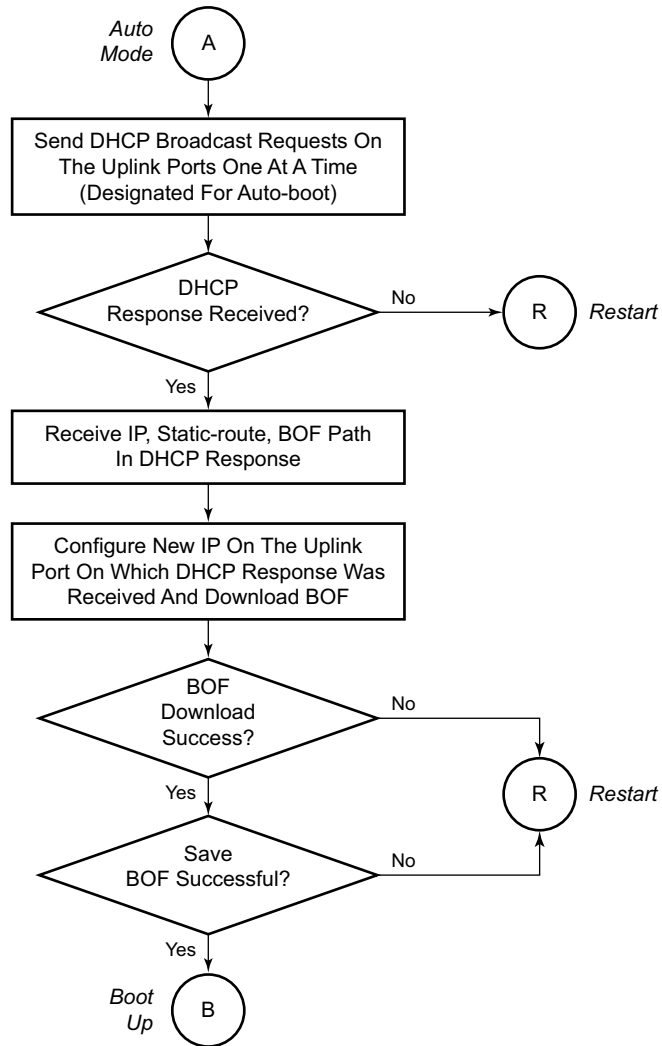 Auto
Mode
A
Send DHCP Broadcast Requests On
The Uplink Ports One At A Time
(Designated For Auto-boot)
DHCP
Response Received?
No
R
Restart
Yes
Receive IP, Static-route, BOF Path
In DHCP Response
Configure New IP On The Uplink
Port On Which DHCP Response Was
Received And Download BOF
BOF
Download
Success?
No
Yes
R
Restart
Save
BOF Successful?
No
Yes
Boot
Up
B